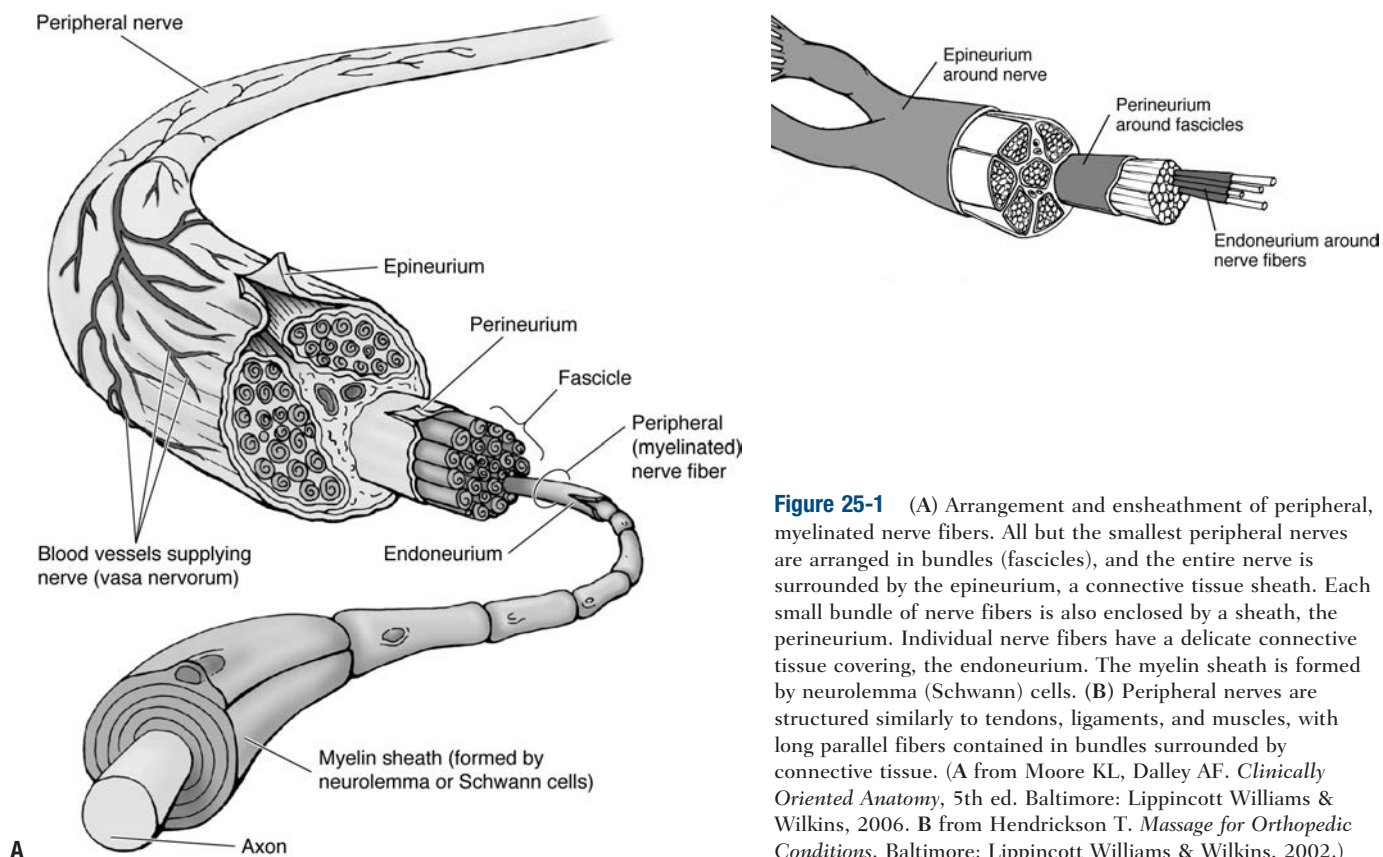 Peripheral nerve
Epineurium
Perineurium
Fascicle
Peripheral
(myelinated)
nerve fiber
Blood vessels supplying
nerve (vasa nervorum)
Endoneurium
Myelin sheath (formed by
neurolemma or Schwann cells)
Axon
A
Epineurium
around nerve
Perineurium
around fascicles
Endoneurium around
nerve fibers
Figure 25-1 (A) Arrangement and ensheathment of peripheral,
myelinated nerve fibers. All but the smallest peripheral nerves
are arranged in bundles (fascicles), and the entire nerve is
surrounded by the epineurium, a connective tissue sheath. Each
small bundle of nerve fibers is also enclosed by a sheath, the
perineurium. Individual nerve fibers have a delicate connective
tissue covering, the endoneurium. The myelin sheath is formed
by neurolemma (Schwann) cells. (B) Peripheral nerves are
structured similarly to tendons, ligaments, and muscles, with
long parallel fibers contained in bundles surrounded by
connective tissue. (A from Moore KL, Dalley AF. Clinically
Oriented Anatomy, 5th ed. Baltimore: Lippincott Williams &
Wilkins, 2006. B from Hendrickson T. Massage for Orthopedic
Conditions. Baltimore: Lippincott Williams & Wilkins, 2002.)